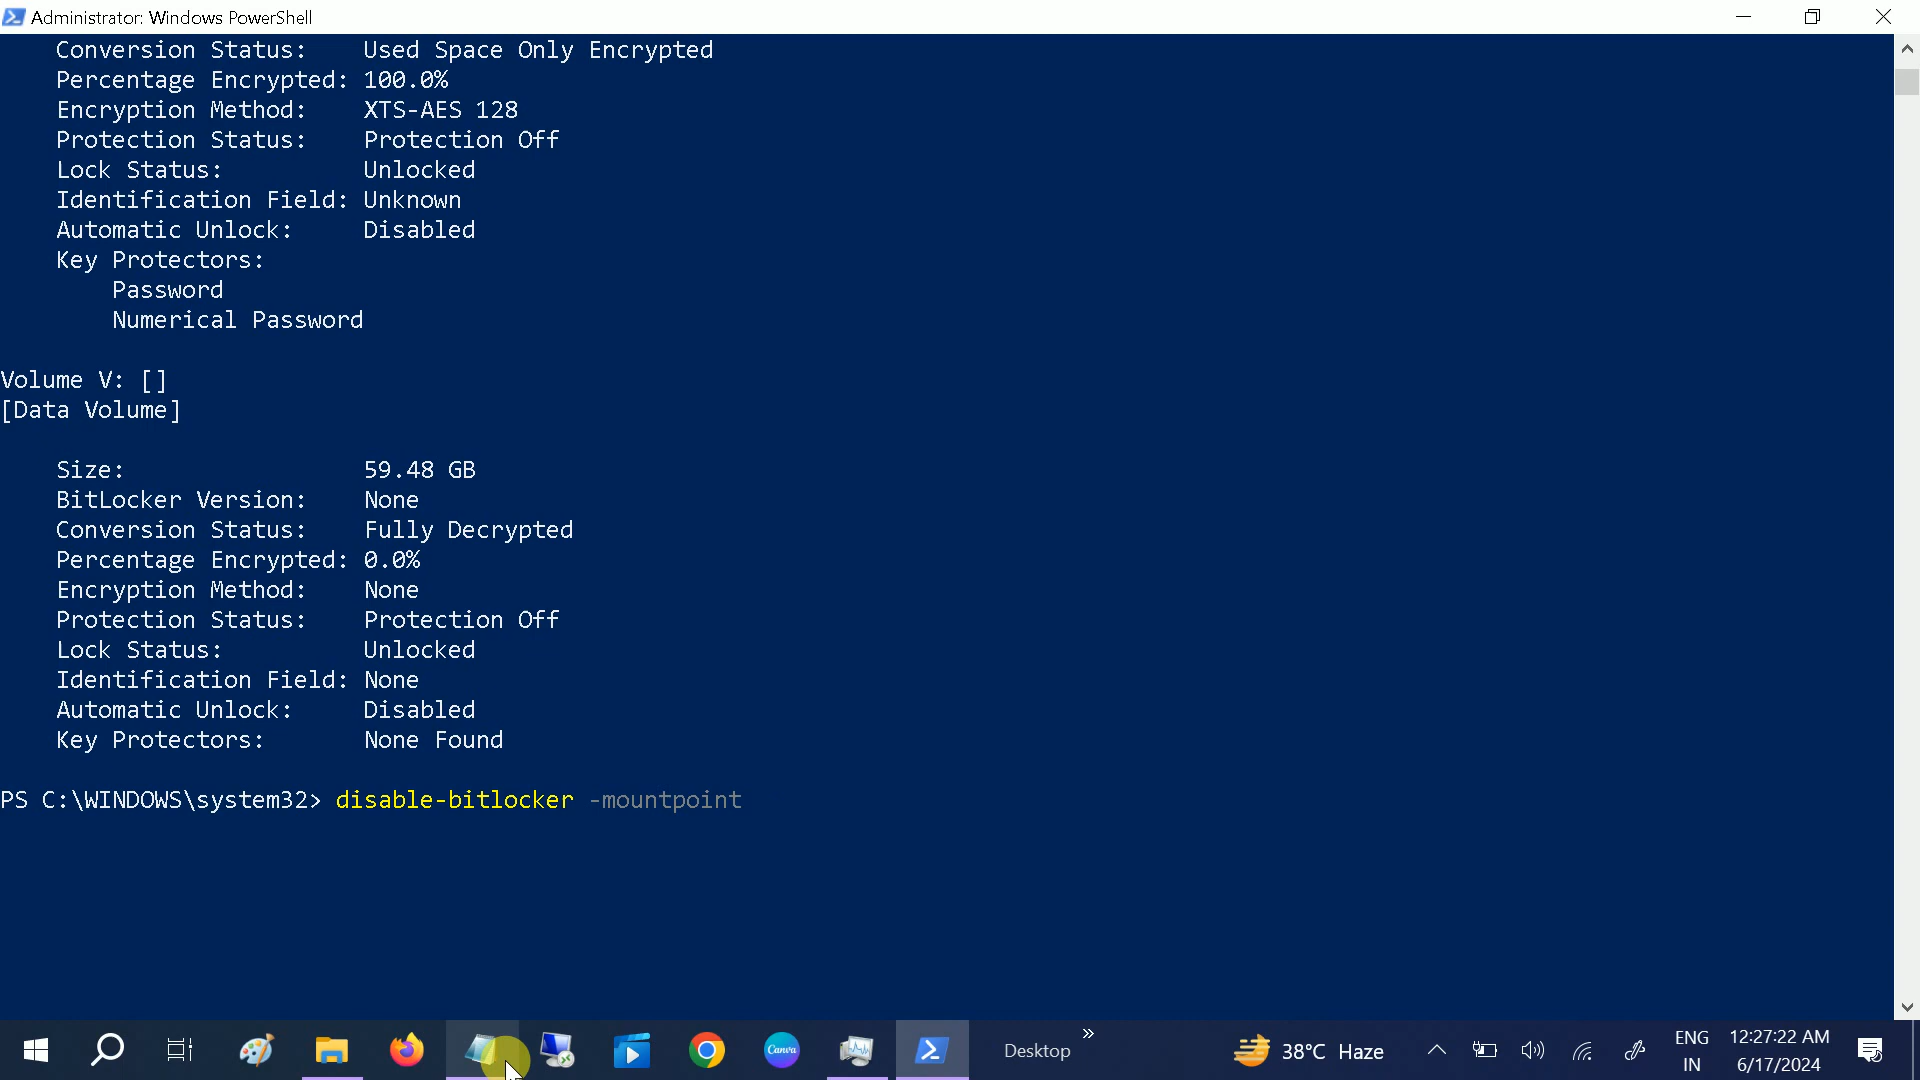 Administrator: Windows PowerShell
Conversion Status: Used Space Only Encrypted
Percentage Encrypted: 100.0%
Encryption Method: XTS-AES 128
Protection Status: Protection Off
Lock Status: Unlocked
Identification Field: Unknown
Automatic Unlock: Disabled
Key Protectors:
Password
Numerical Password
Volume V: []
[Data Volume]
Size: 59.48 GB
BitLocker Version: None
Conversion Status: Fully Decrypted
Percentage Encrypted: 0.0%
Encryption Method: None
Protection Status: Protection Off
Lock Status: Unlocked
Identification Field: None
Automatic Unlock: Disabled
Key Protectors: None Found
PS C:\WINDOWS\system32> disable-bitlocker -mountpoint
Canva
Desktop
38°C Haze
ENG
IN
12:27:22 AM
6/17/2024